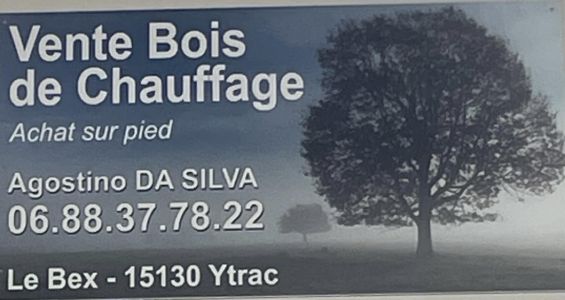 Vente Bois
de Chauffage
Achat sur pied
Agostino DA SILVA
06.88.37.78.22
Le Bex - 15130 Ytrac